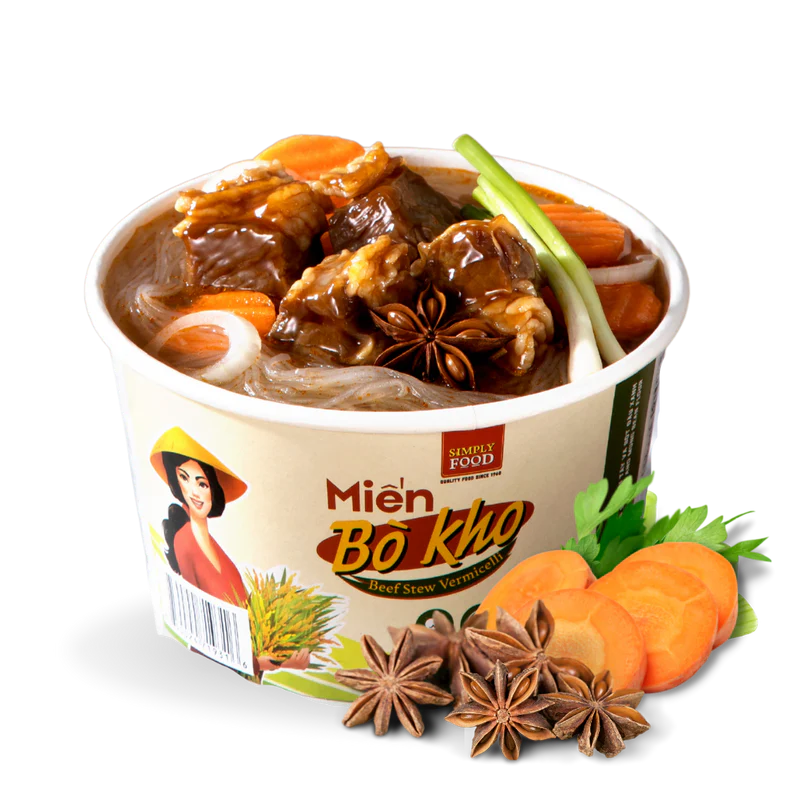 SIMPLY
FOOD
QUALITY FOOD SINCE 1960
Miến
Bò kho
Beef Stew Vermicelli